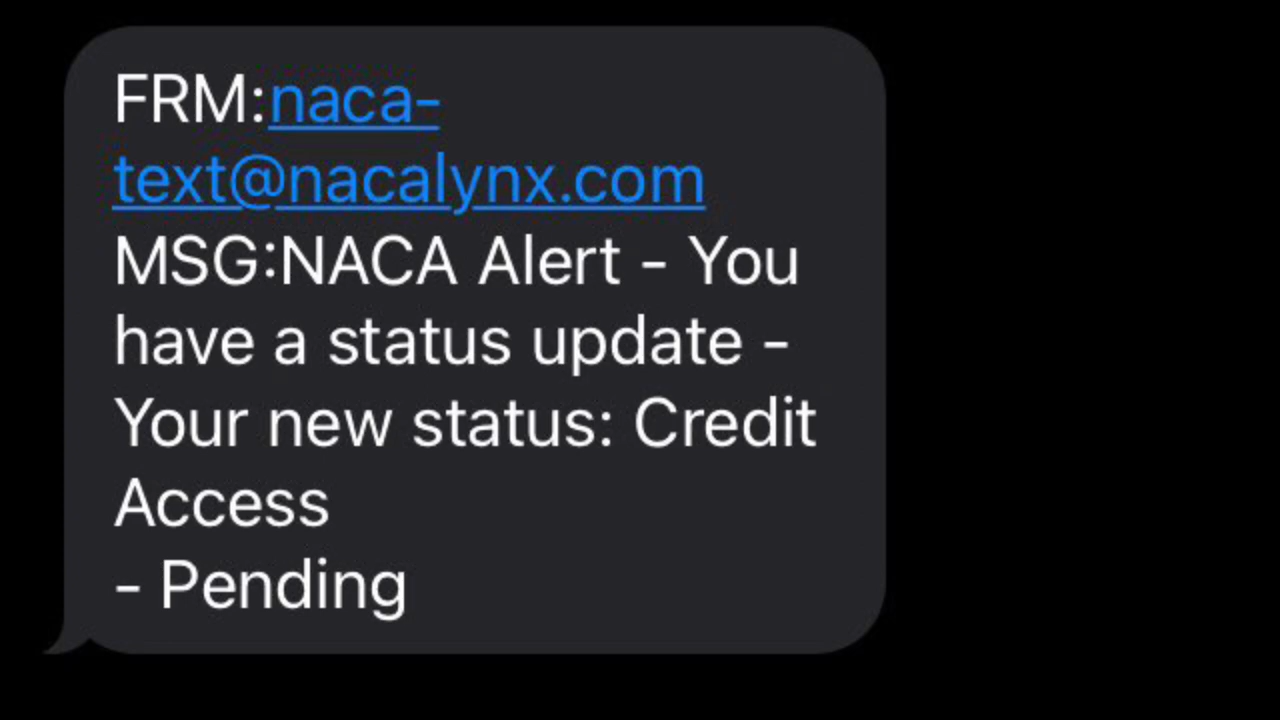 FRM:naca-
text@nacalynx.com
MSG:NACA Alert - You
have a status update -
Your new status: Credit
Access
- Pending